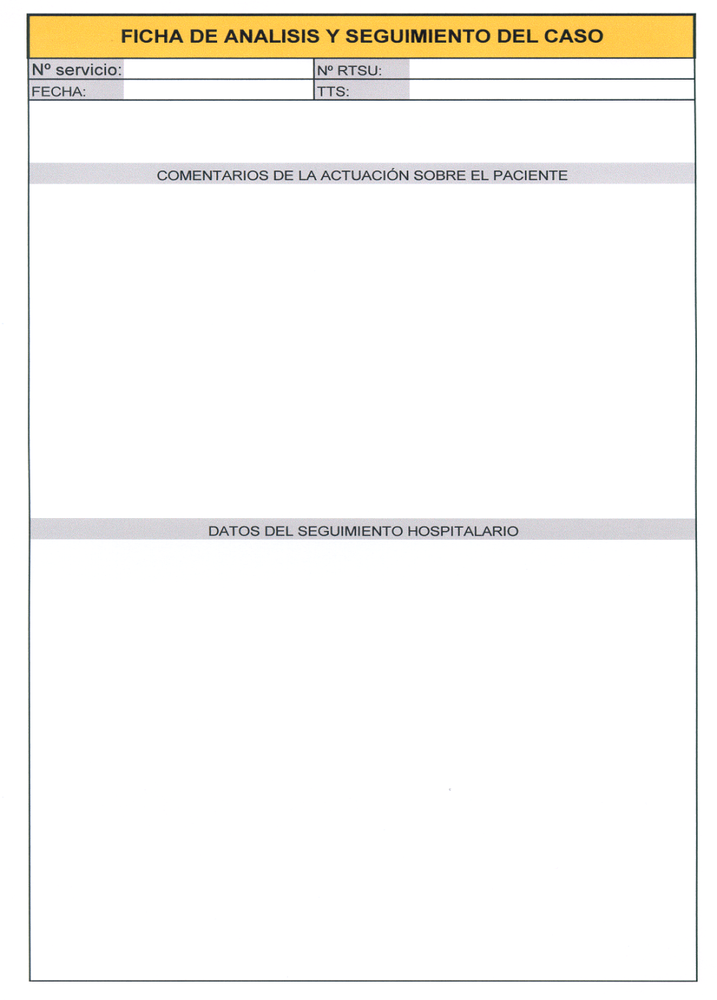 FICHA DE ANALISIS Y SEGUIMIENTO DEL CASO
Nº servicio: Nº RTSU:
FECHA: TTS:
COMENTARIOS DE LA ACTUACIÓN SOBRE EL PACIENTE
DATOS DEL SEGUIMIENTO HOSPITALARIO